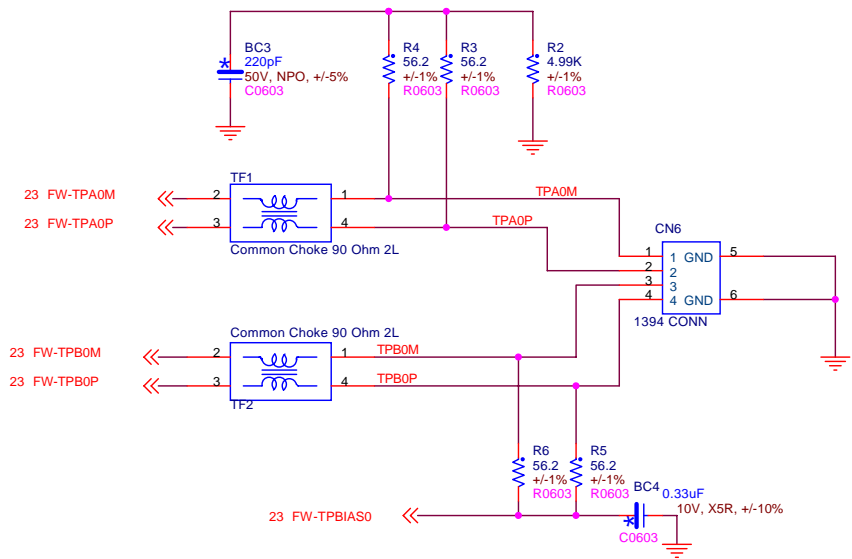 BC3
220pF
50V, NPO, +/-5%
C0603
R4
56.2
+/-1%
R0603
R3
56.2
+/-1%
R0603
R2
4.99K
+/-1%
R0603
TF1
23 FW-TPA0M
2
1
TPA0M
23 FW-TPA0P
3
4
TPA0P
Common Choke 90 Ohm 2L
CN6
1
2
3
4
1 GND
2
3
4 GND
5
6
1394 CONN
Common Choke 90 Ohm 2L
23 FW-TPB0M
2
1
TPB0M
23 FW-TPB0P
3
4
TPB0P
TF2
R6
56.2
+/-1%
R0603
R5
56.2
+/-1%
R0603
BC4
0.33uF
10V, X5R, +/-10%
C0603
23 FW-TPBIAS0